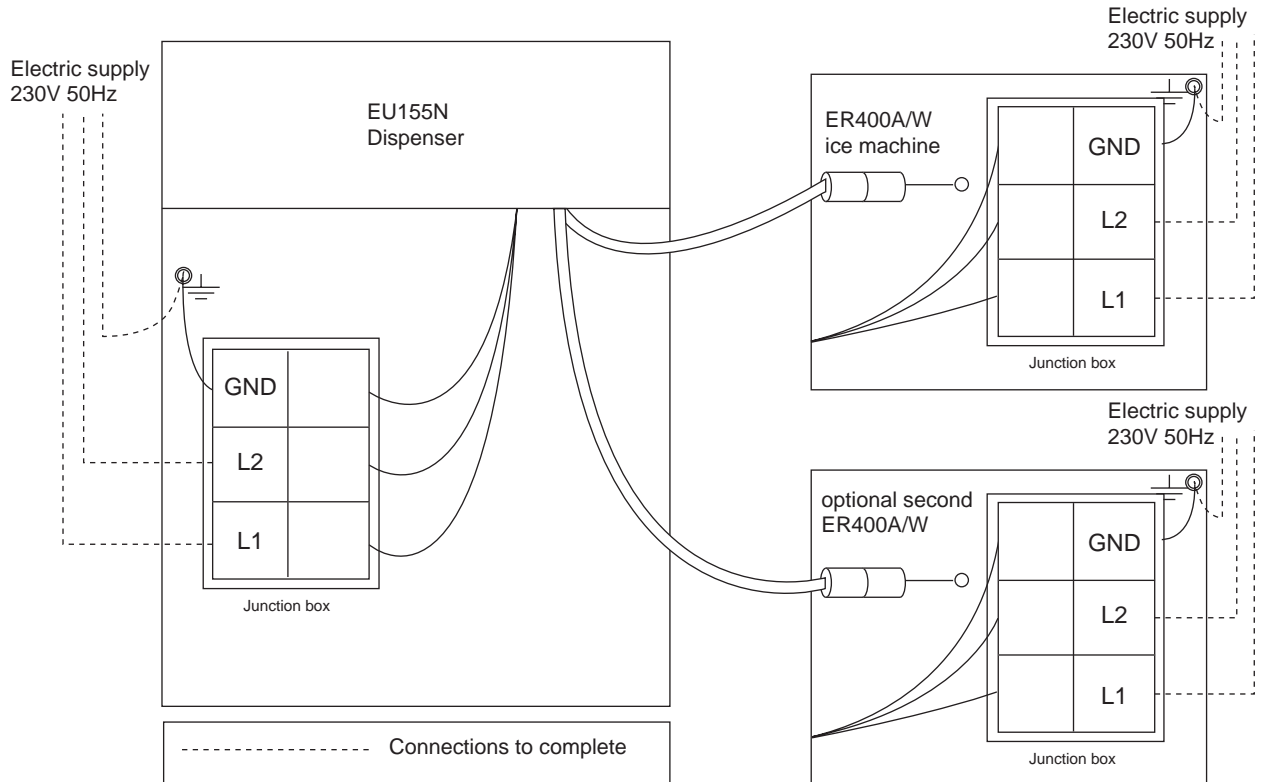 Electric supply
230V 50Hz
EU155N
Dispenser
GND
L2
L1
Junction box
Connections to complete
Electric supply
230V 50Hz
ER400A/W
ice machine
GND
L2
L1
Junction box
Electric supply
230V 50Hz
optional second
ER400A/W
GND
L2
L1
Junction box